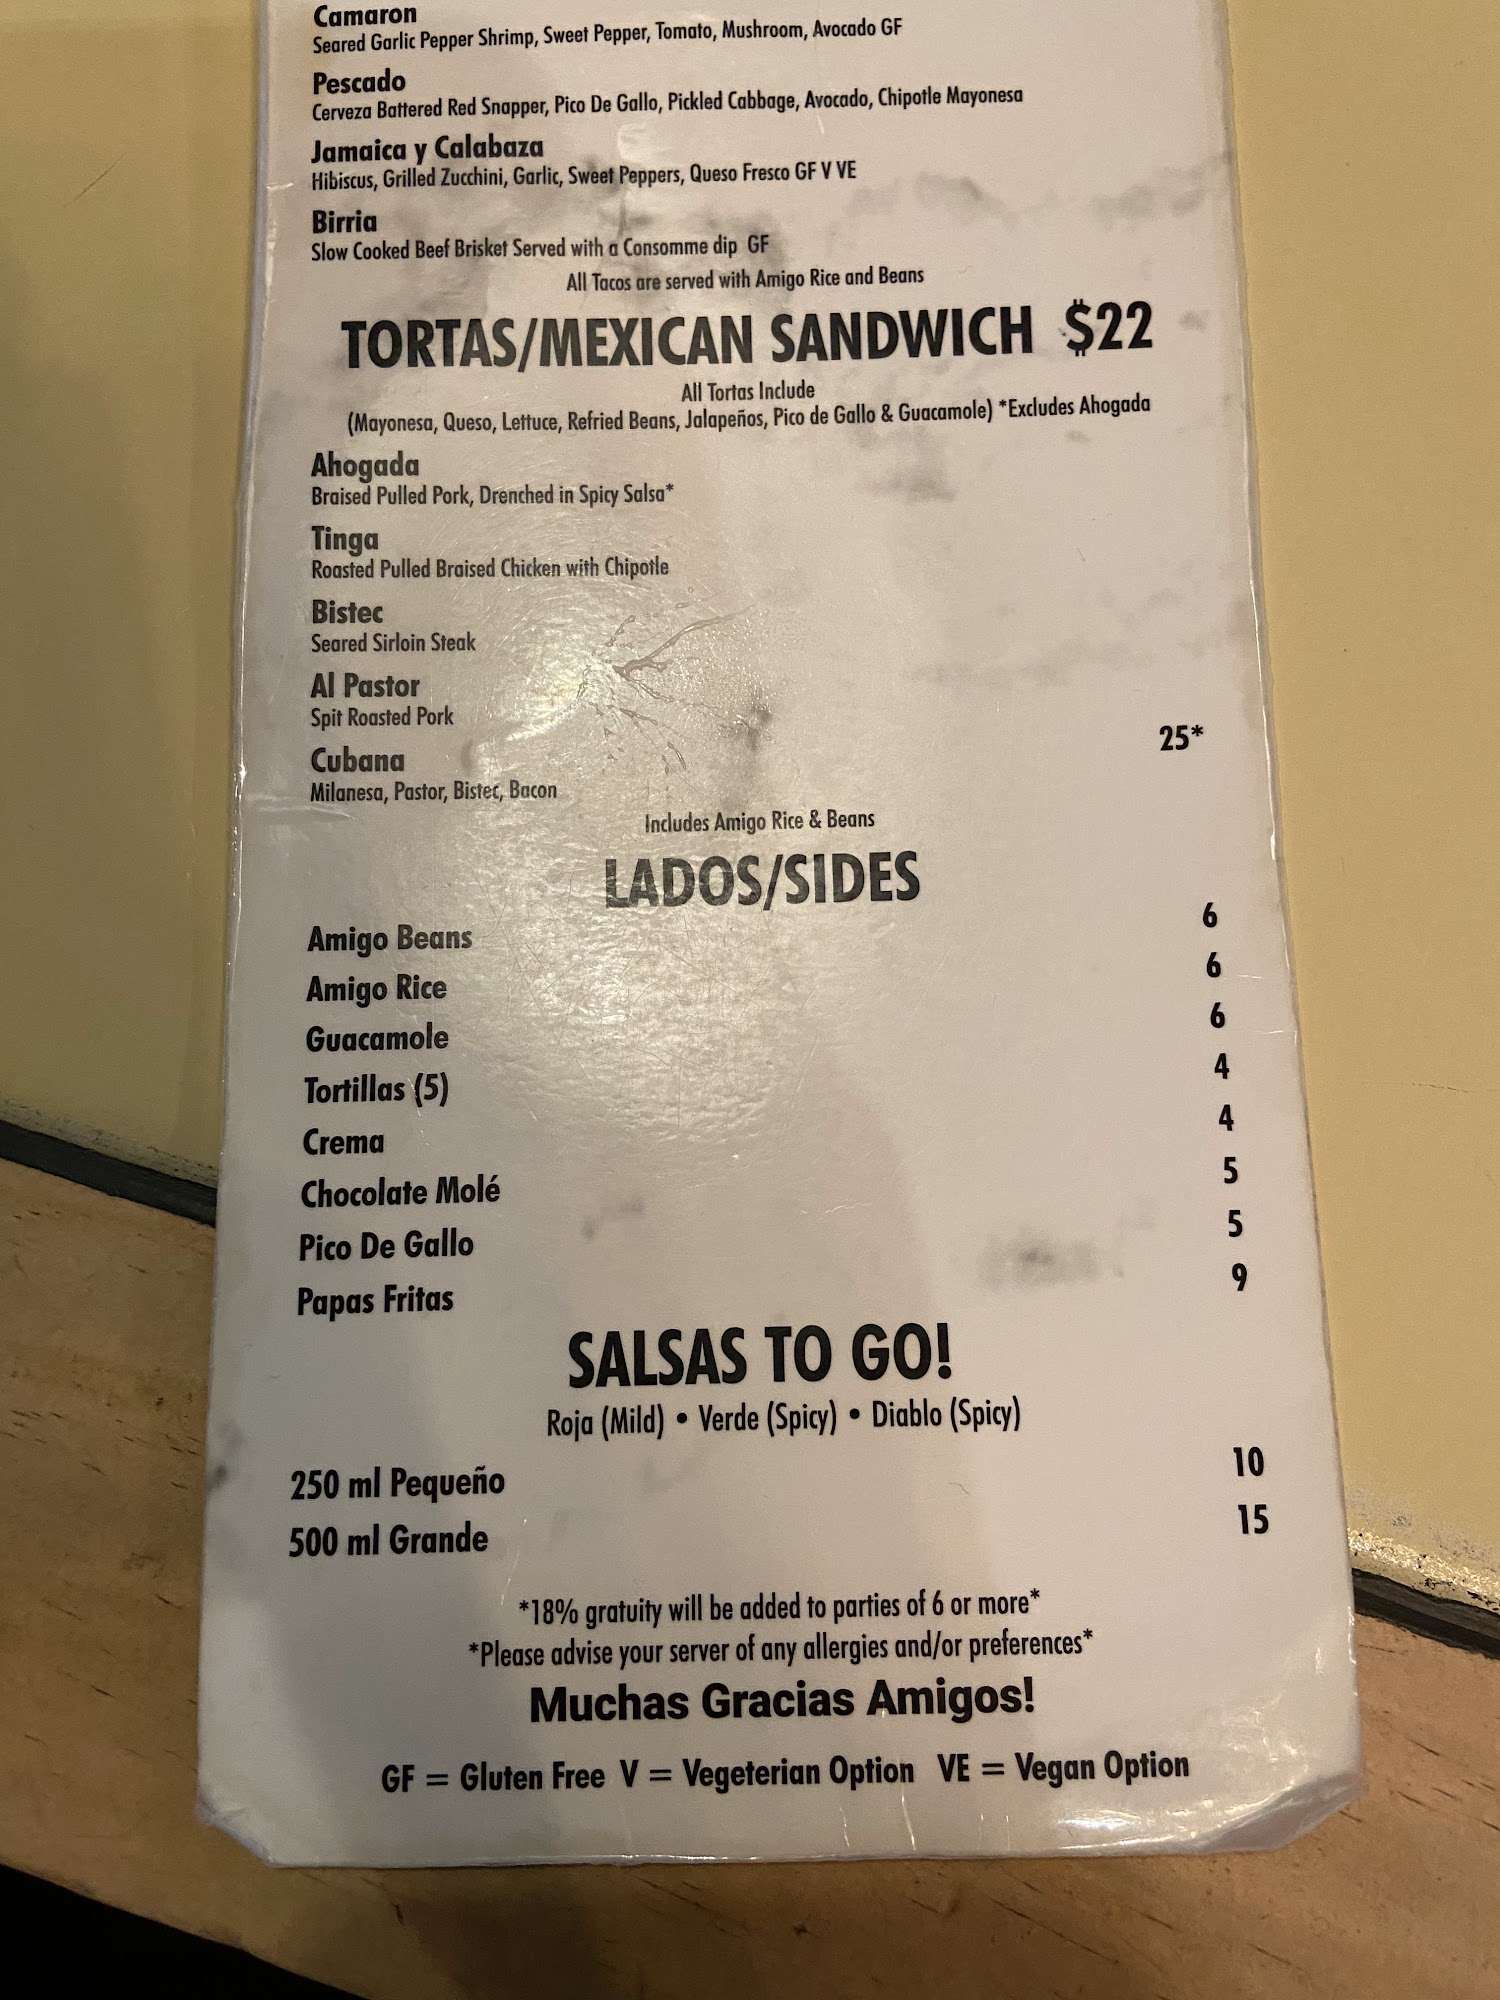 Camaron
Seared Garlic Pepper Shrimp, Sweet Pepper, Tomato, Mushroom, Avocado GF
Pescado
Cerveza Battered Red Snapper, Pico De Gallo, Pickled Cabbage, Avocado, Chipotle Mayonesa
Jamaica y Calabaza
Hibiscus, Grilled Zucchini, Garlic, Sweet Peppers, Queso Fresco GF V VE
Birria
Slow Cooked Beef Brisket Served with a Consomme dip GF
All Tacos are served with Amigo Rice and Beans
TORTAS/MEXICAN SANDWICH $22
All Tortas Include
(Mayonesa, Queso, Lettuce, Refried Beans, Jalapeños, Pico de Gallo & Guacamole) *Excludes Ahogada
Ahogada
Braised Pulled Pork, Drenched in Spicy Salsa*
Tinga
Roasted Pulled Braised Chicken with Chipotle
Bistec
Seared Sirloin Steak
Al Pastor
Spit Roasted Pork
Cubana 25*
Milanesa, Pastor, Bistec, Bacon
Includes Amigo Rice & Beans
LADOS/SIDES
Amigo Beans 6
Amigo Rice 6
Guacamole 6
Tortillas (5) 4
Crema 4
Chocolate Molé 5
Pico De Gallo 5
Papas Fritas 9
SALSAS TO GO!
Roja (Mild) • Verde (Spicy) • Diablo (Spicy)
250 ml Pequeño 10
500 ml Grande 15
*18% gratuity will be added to parties of 6 or more*
*Please advise your server of any allergies and/or preferences*
Muchas Gracias Amigos!
GF = Gluten Free V = Vegeterian Option VE = Vegan Option